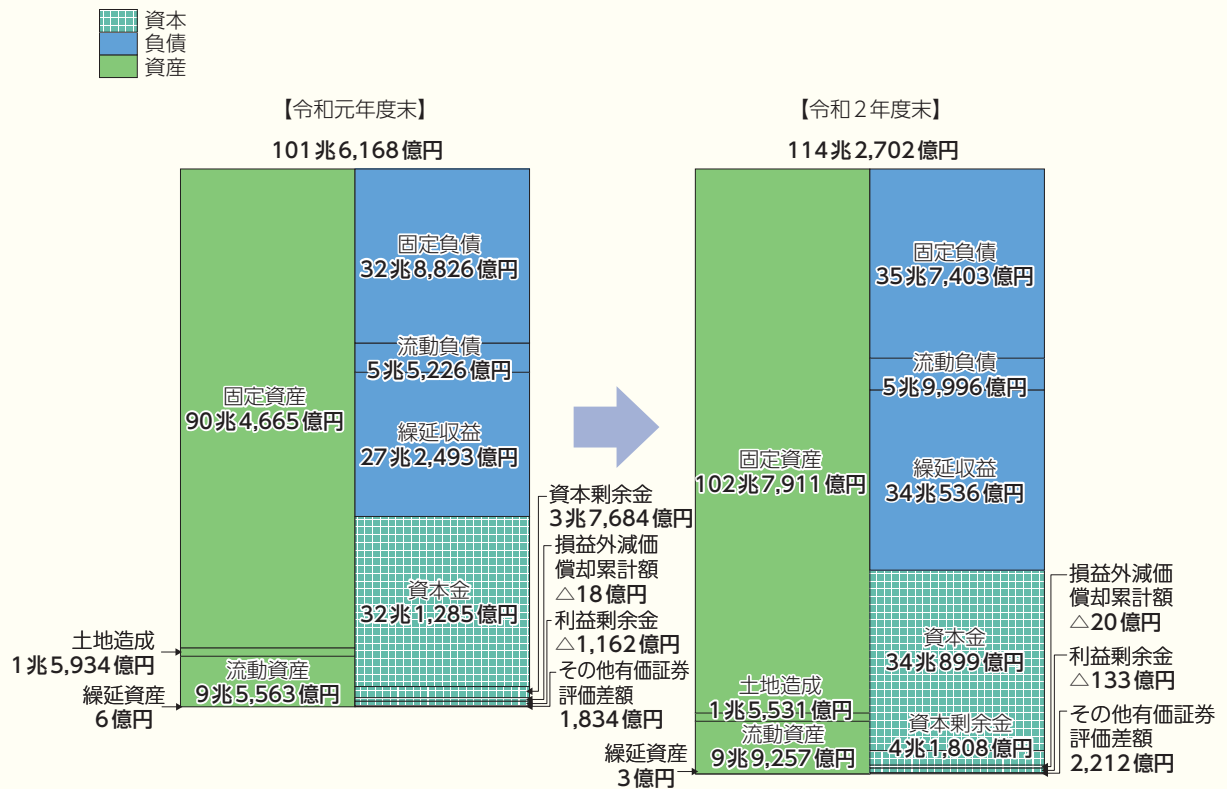 資本
負債
資産
【令和元年度末】
101兆6,168億円
固定資産
90兆4,665億円
土地造成
1兆5,934億円
流動資産
9兆5,563億円
繰延資産
6億円
固定負債
32兆8,826億円
流動負債
5兆5,226億円
繰延収益
27兆2,493億円
資本金
32兆1,285億円
資本剰余金
3兆7,684億円
損益外減価
償却累計額
△18億円
利益剰余金
△1,162億円
その他有価証券
評価差額
1,834億円
【令和2年度末】
114兆2,702億円
固定資産
102兆7,911億円
土地造成
1兆5,531億円
流動資産
9兆9,257億円
繰延資産
3億円
固定負債
35兆7,403億円
流動負債
5兆9,996億円
繰延収益
34兆536億円
資本金
34兆899億円
資本剰余金
4兆1,808億円
損益外減価
償却累計額
△20億円
利益剰余金
△133億円
その他有価証券
評価差額
2,212億円